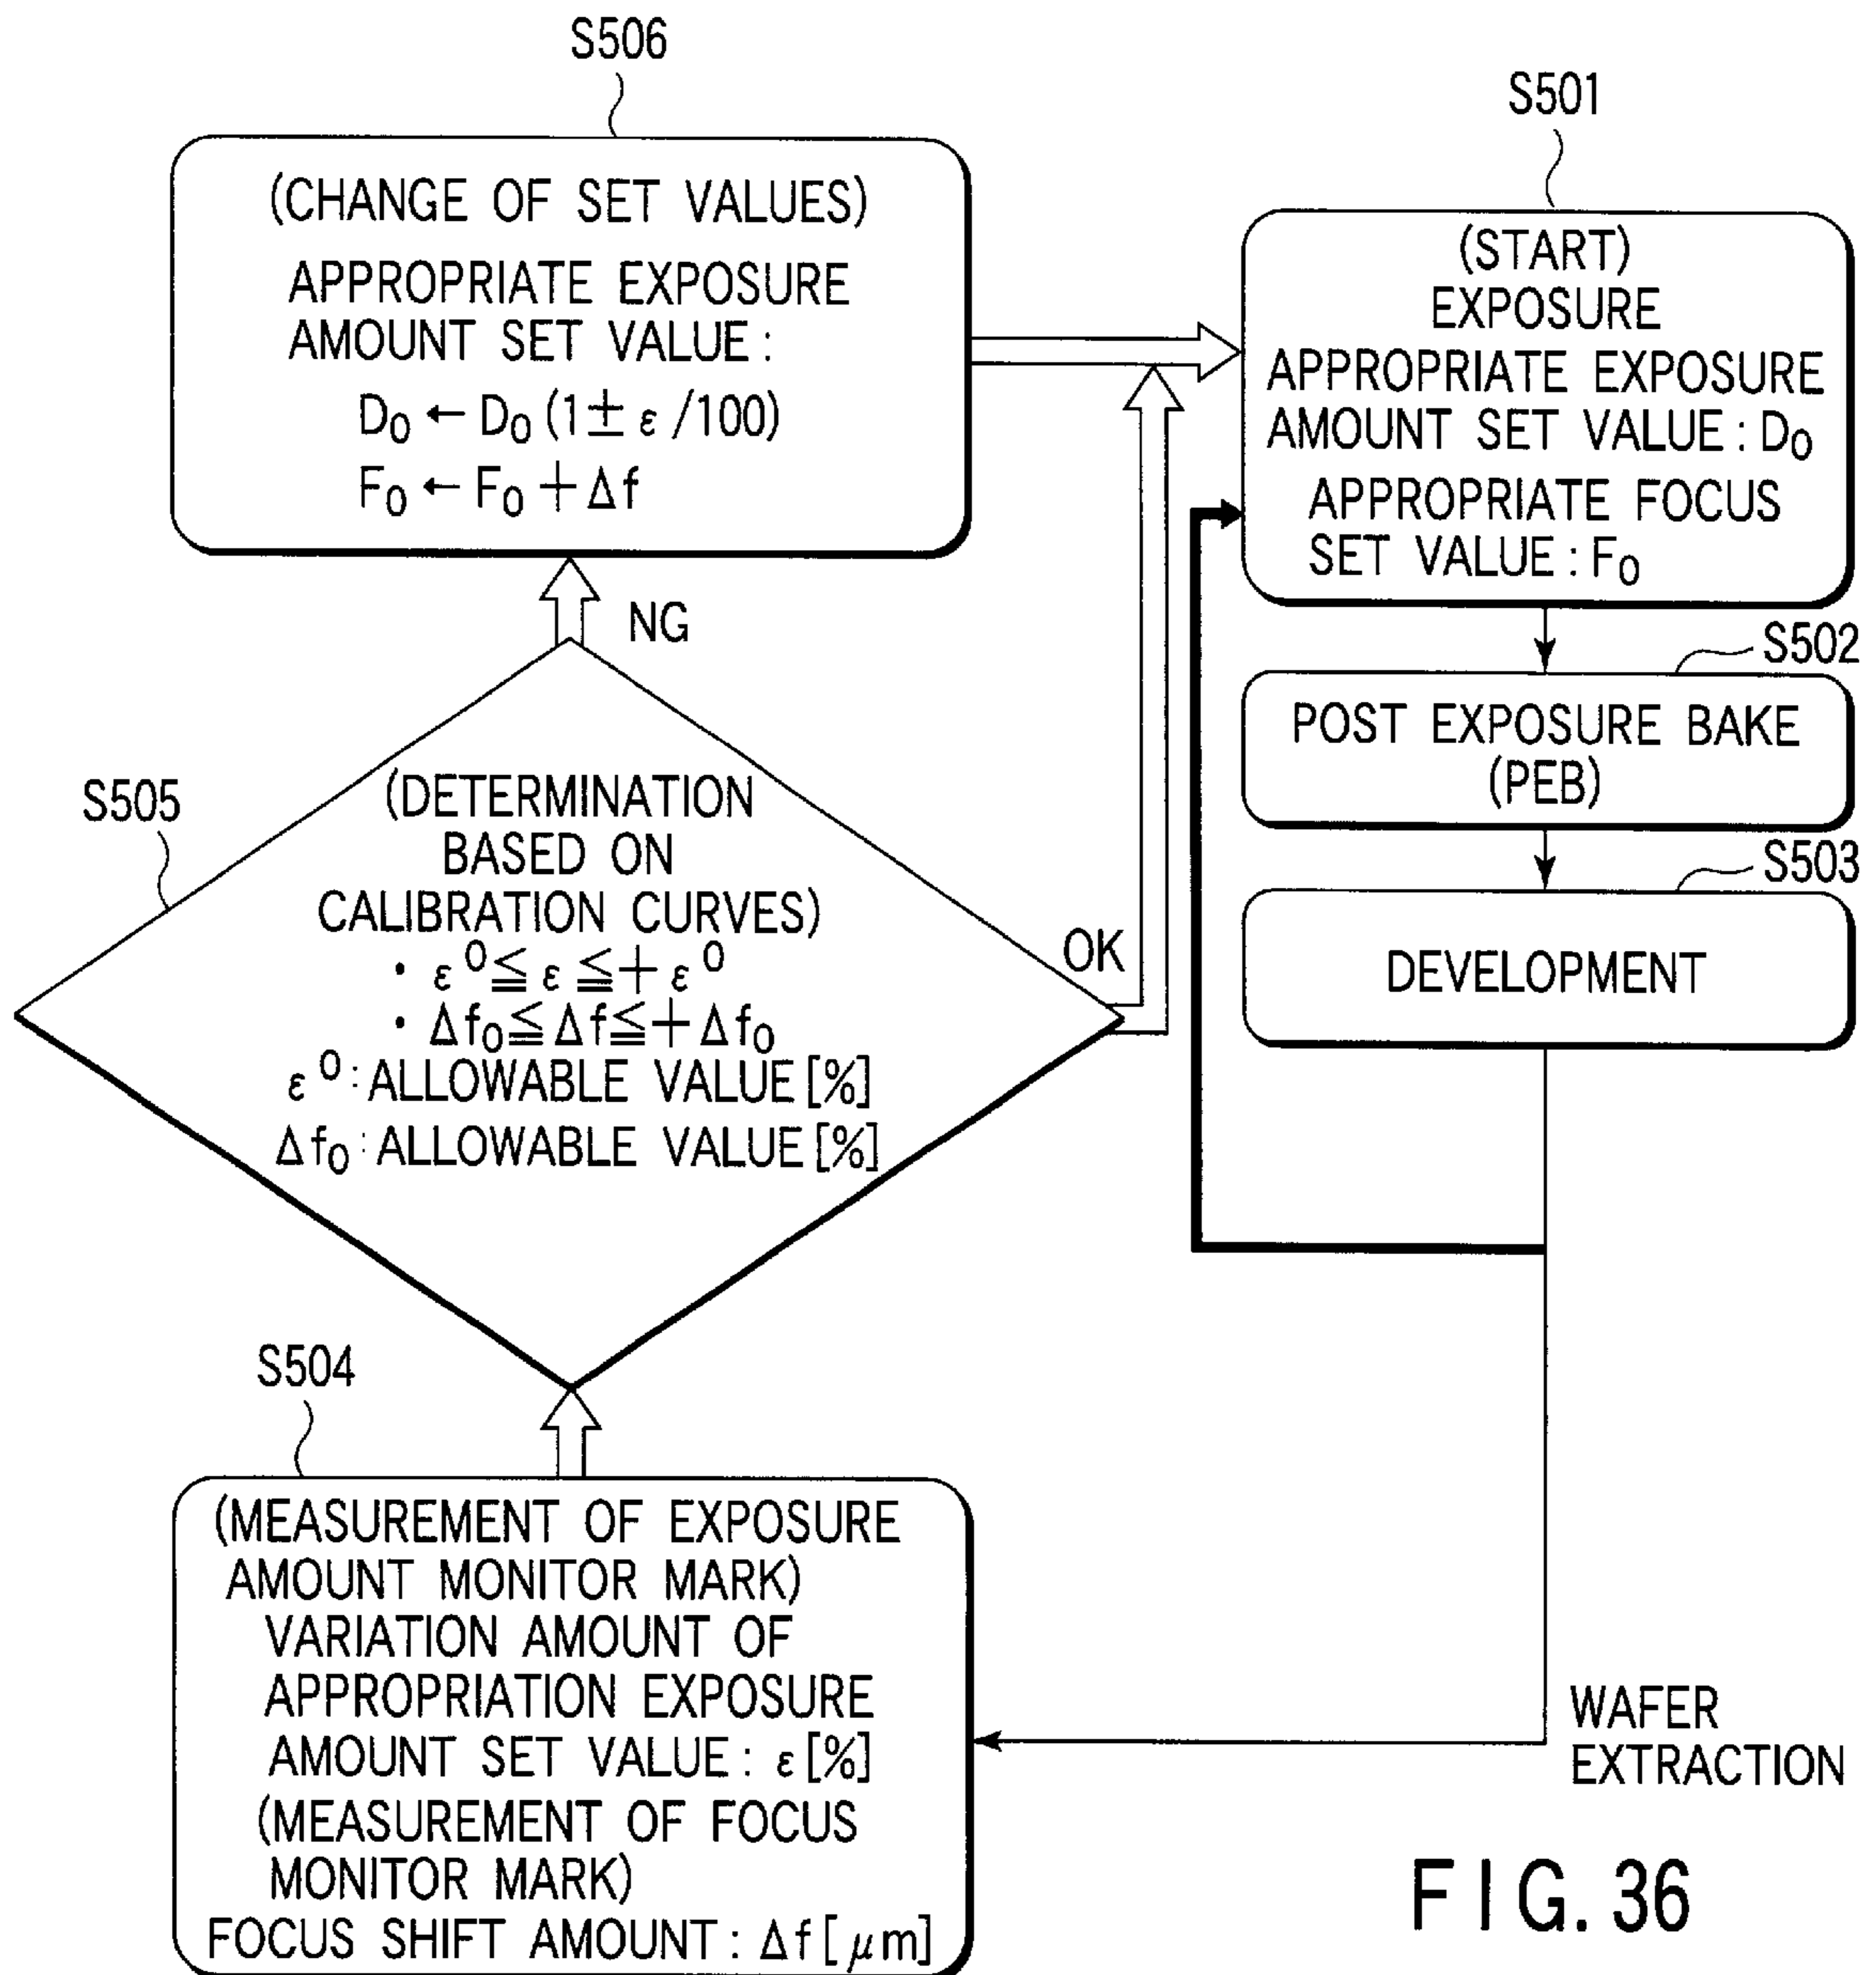 S506
(CHANGE OF SET VALUES)
APPROPRIATE EXPOSURE
AMOUNT SET VALUE:
D₀ ← D₀ (1 ± ε /100)
F₀ ← F₀ + Δf
S501
(START)
EXPOSURE
APPROPRIATE EXPOSURE
AMOUNT SET VALUE: D₀
APPROPRIATE FOCUS
SET VALUE: F₀
S502
POST EXPOSURE BAKE
(PEB)
S503
DEVELOPMENT
NG
S505
(DETERMINATION
BASED ON
CALIBRATION CURVES)
· ε⁰ ≦ ε ≦ + ε⁰
· Δf₀ ≦ Δf ≦ + Δf₀
ε⁰: ALLOWABLE VALUE [%]
Δf₀: ALLOWABLE VALUE [%]
OK
S504
(MEASUREMENT OF EXPOSURE
AMOUNT MONITOR MARK)
VARIATION AMOUNT OF
APPROPRIATION EXPOSURE
AMOUNT SET VALUE: ε [%]
(MEASUREMENT OF FOCUS
MONITOR MARK)
FOCUS SHIFT AMOUNT: Δf [μm]
WAFER
EXTRACTION
FIG. 36